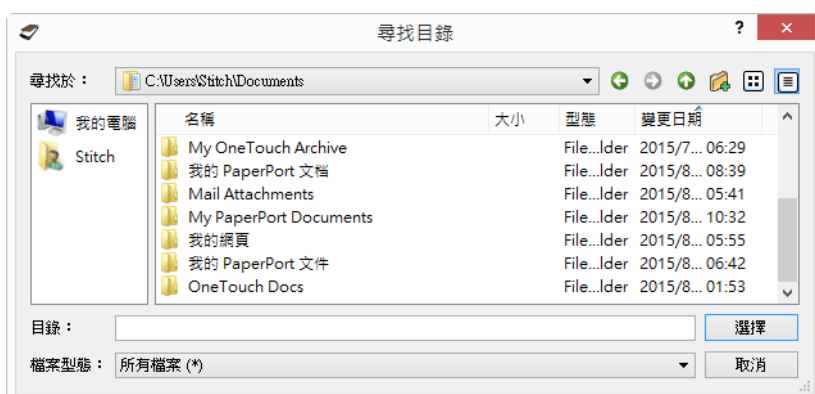 尋找目錄
?
尋找於：
C:\Users\Stitch\Documents
我的電腦
Stitch
名稱 大小 型態 變更日期
My OneTouch Archive File...lder 2015/7... 06:29
我的 PaperPort 文檔 File...lder 2015/8... 08:39
Mail Attachments File...lder 2015/8... 05:41
My PaperPort Documents File...lder 2015/8... 10:32
我的網頁 File...lder 2015/8... 05:55
我的 PaperPort 文件 File...lder 2015/8... 06:42
OneTouch Docs File...lder 2015/8... 01:53
目錄： 選擇
檔案型態： 所有檔案 (*) 取消